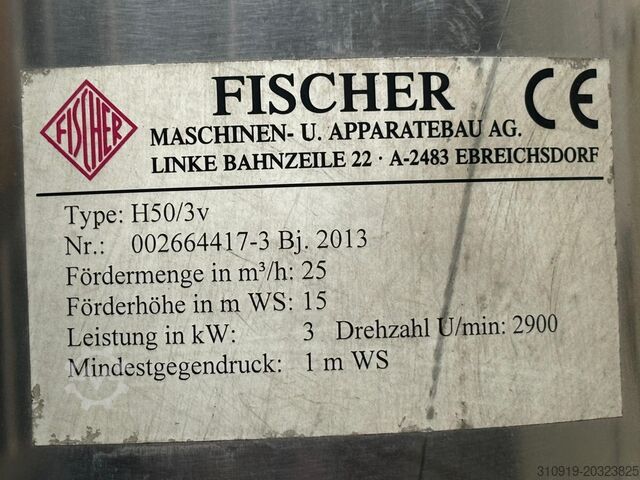 FISCHER
FISCHER
CE
MASCHINEN- U. APPARATEBAU AG.
LINKE BAHNZEILE 22 · A-2483 EBREICHSDORF
Type: H50/3v
Nr.: 002664417-3 Bj. 2013
Fördermenge in m³/h: 25
Förderhöhe in m WS: 15
Leistung in kW: 3 Drehzahl U/min: 2900
Mindestgegendruck: 1 m WS
310919-20323825